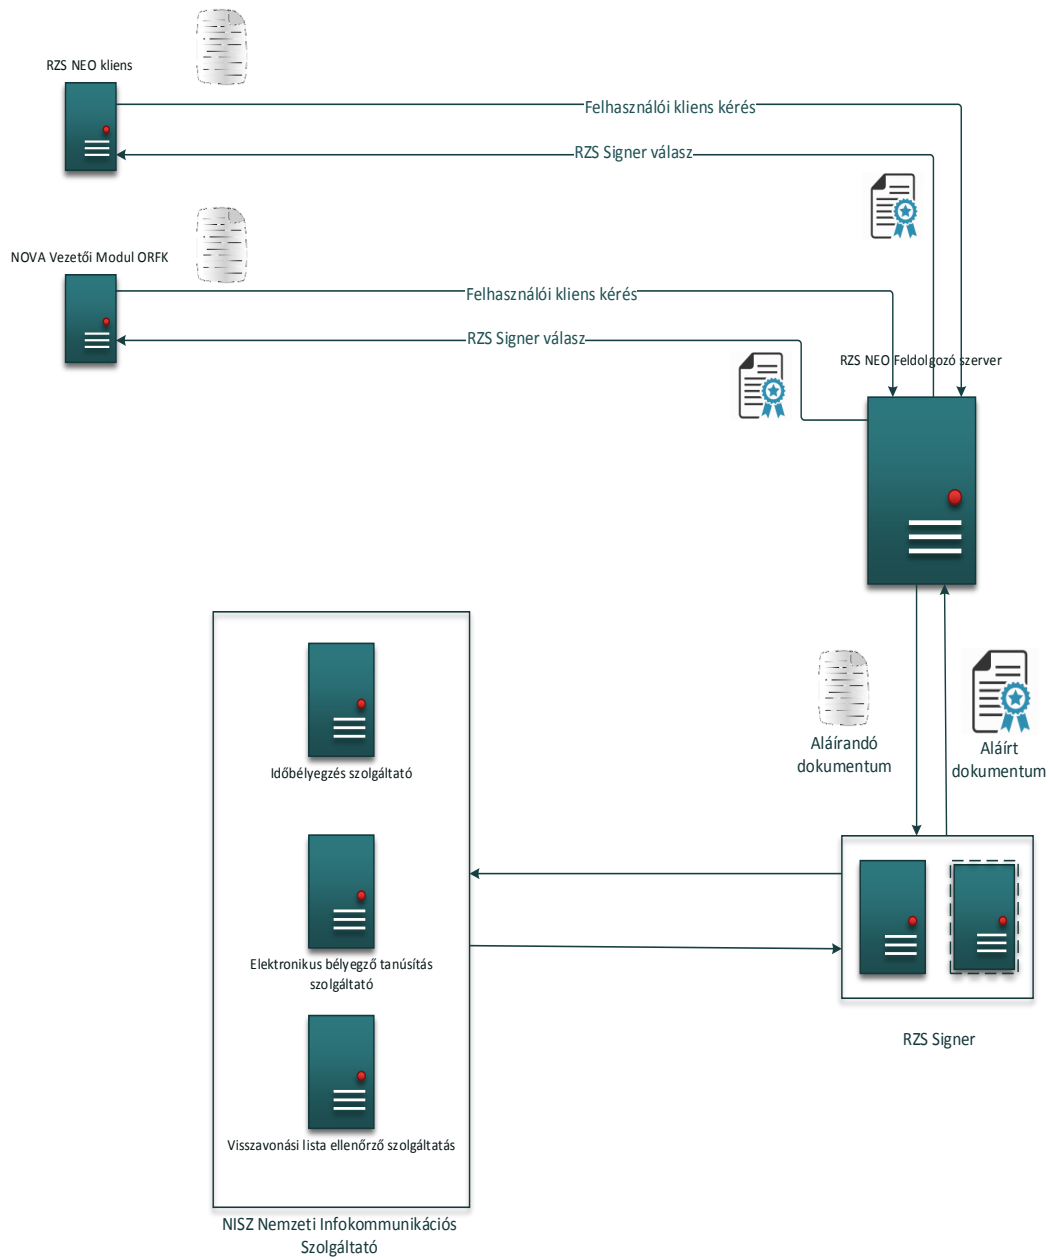 RZS NEO kliens
Felhasználói kliens kérés
RZS Signer válasz
NOVA Vezetői Modul ORFK
Felhasználói kliens kérés
RZS Signer válasz
RZS NEO Feldolgozó szerver
Aláírandó
dokumentum
Aláírt
dokumentum
Időbélyegzés szolgáltató
Elektronikus bélyegző tanúsítás
szolgáltató
RZS Signer
Visszavonási lista ellenőrző szolgáltatás
NISZ Nemzeti Infokommunikációs
Szolgáltató